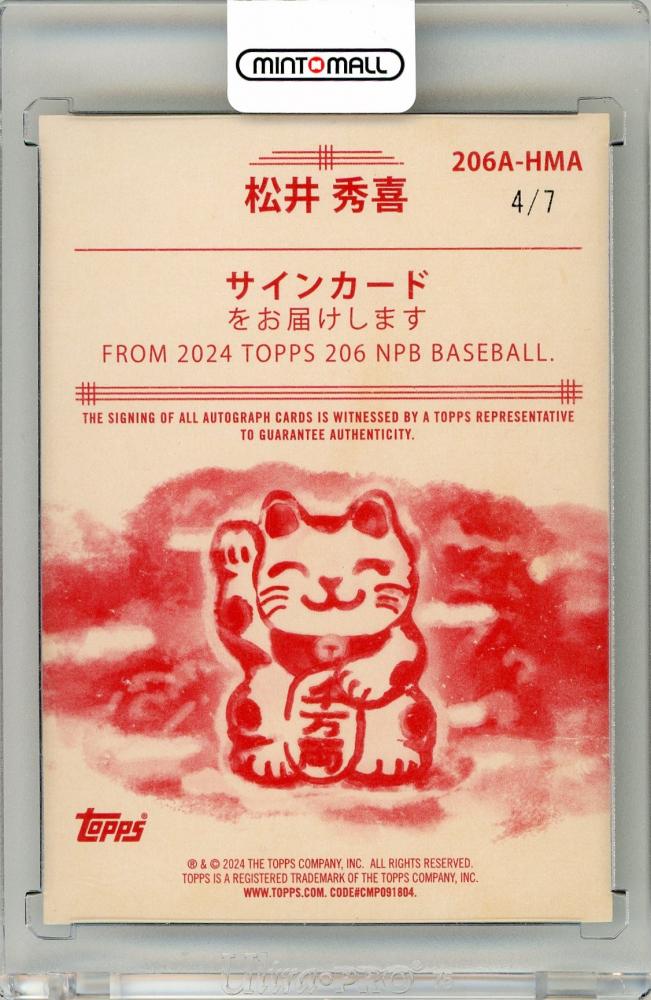 MINTOMALL
206A-HMA
松井 秀喜
4/7
サインカード
をお届けします
FROM 2024 TOPPS 206 NPB BASEBALL.
THE SIGNING OF ALL AUTOGRAPH CARDS IS WITNESSED BY A TOPPS REPRESENTATIVE
TO GUARANTEE AUTHENTICITY.
千万両
topps®
® & © 2024 THE TOPPS COMPANY, INC. ALL RIGHTS RESERVED.
TOPPS IS A REGISTERED TRADEMARK OF THE TOPPS COMPANY, INC.
WWW.TOPPS.COM. CODE#CMP091804.
Ultra•PRO®